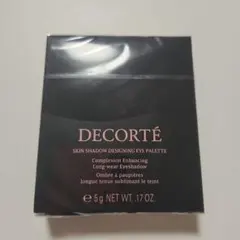 DECORTÉ
SKIN SHADOW DESIGNING EYE PALETTE
Complexion Enhancing
Long-wear Eyeshadow
Ombre à paupières
longue tenue sublimant le teint
℮ 5g NET WT. .17 OZ.